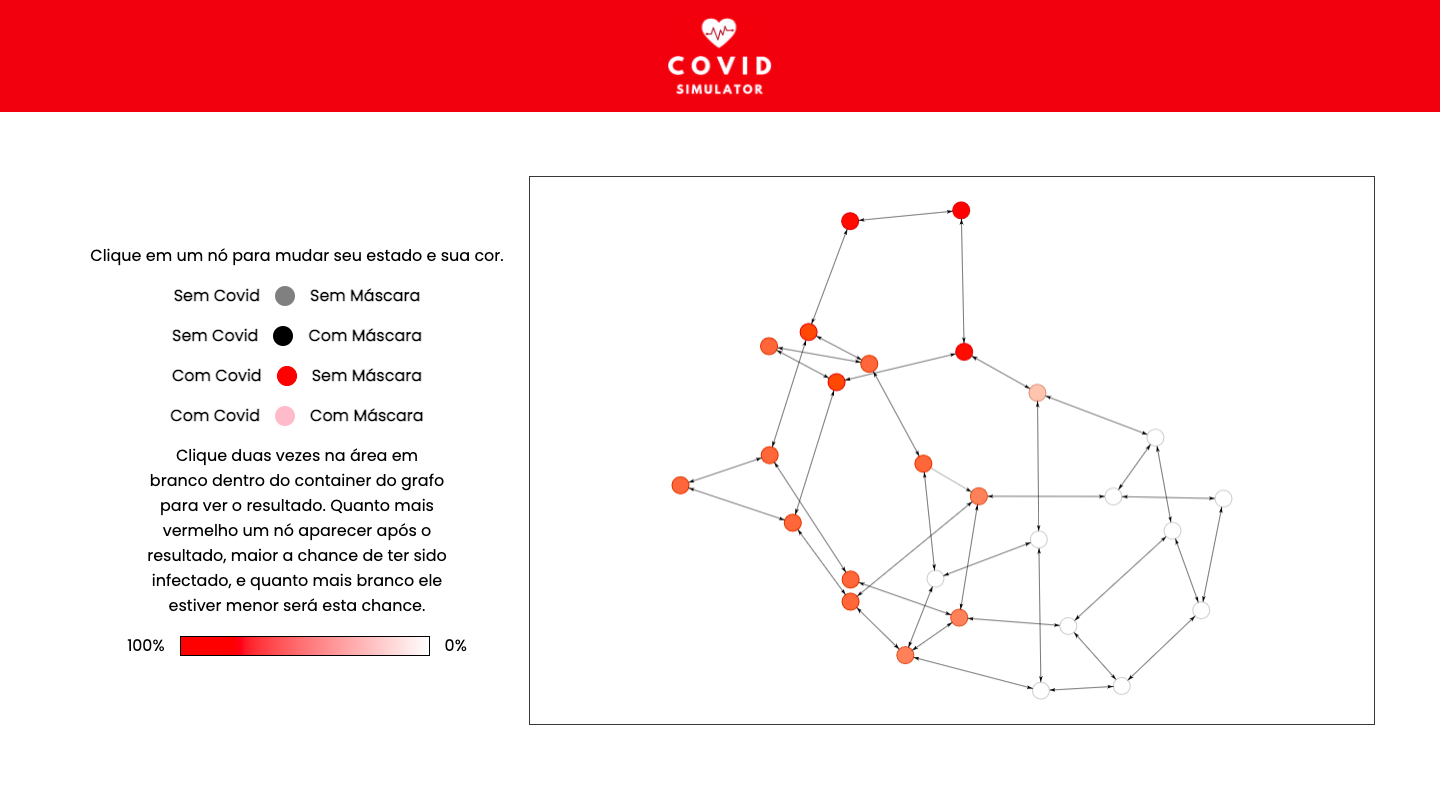 COVID
SIMULATOR
Clique em um nó para mudar seu estado e sua cor.
Sem Covid Sem Máscara
Sem Covid Com Máscara
Com Covid Sem Máscara
Com Covid Com Máscara
Clique duas vezes na área em
branco dentro do container do grafo
para ver o resultado. Quanto mais
vermelho um nó aparecer após o
resultado, maior a chance de ter sido
infectado, e quanto mais branco ele
estiver menor será esta chance.
100% 0%